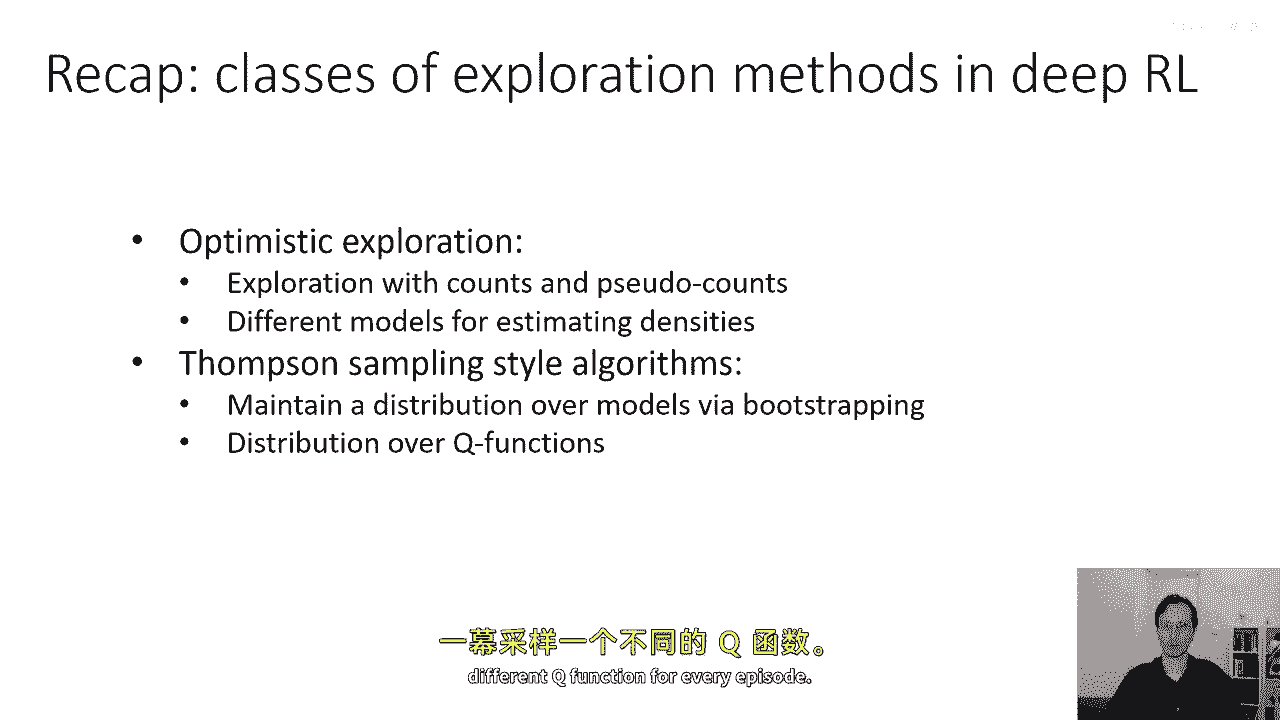 Recap: classes of exploration methods in deep RL
• Optimistic exploration:
• Exploration with counts and pseudo-counts
• Different models for estimating densities
• Thompson sampling style algorithms:
• Maintain a distribution over models via bootstrapping
• Distribution over Q-functions
一幕采样一个不同的 Q 函数。
different Q function for every episode.